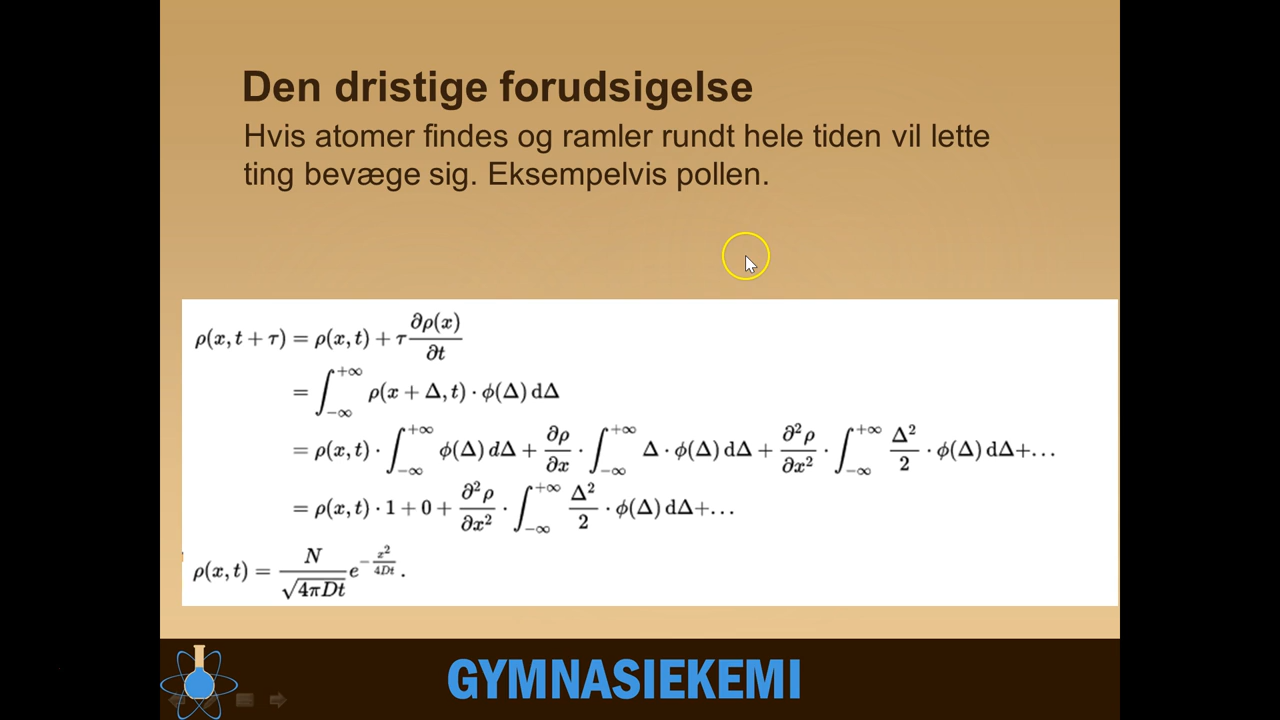 Den dristige forudsigelse
Hvis atomer findes og ramler rundt hele tiden vil lette
ting bevæge sig. Eksempelvis pollen.
ρ(x, t + τ) = ρ(x, t) + τ ∂ρ(x)/∂t
= ∫_{−∞}^{+∞} ρ(x + Δ, t) · ϕ(Δ) dΔ
= ρ(x, t) · ∫_{−∞}^{+∞} ϕ(Δ) dΔ + ∂ρ/∂x · ∫_{−∞}^{+∞} Δ · ϕ(Δ) dΔ + ∂²ρ/∂x² · ∫_{−∞}^{+∞} Δ²/2 · ϕ(Δ) dΔ+…
= ρ(x, t) · 1 + 0 + ∂²ρ/∂x² · ∫_{−∞}^{+∞} Δ²/2 · ϕ(Δ) dΔ+…
ρ(x, t) = N/√(4πDt) e^{−x²/4Dt} .
GYMNASIEKEMI